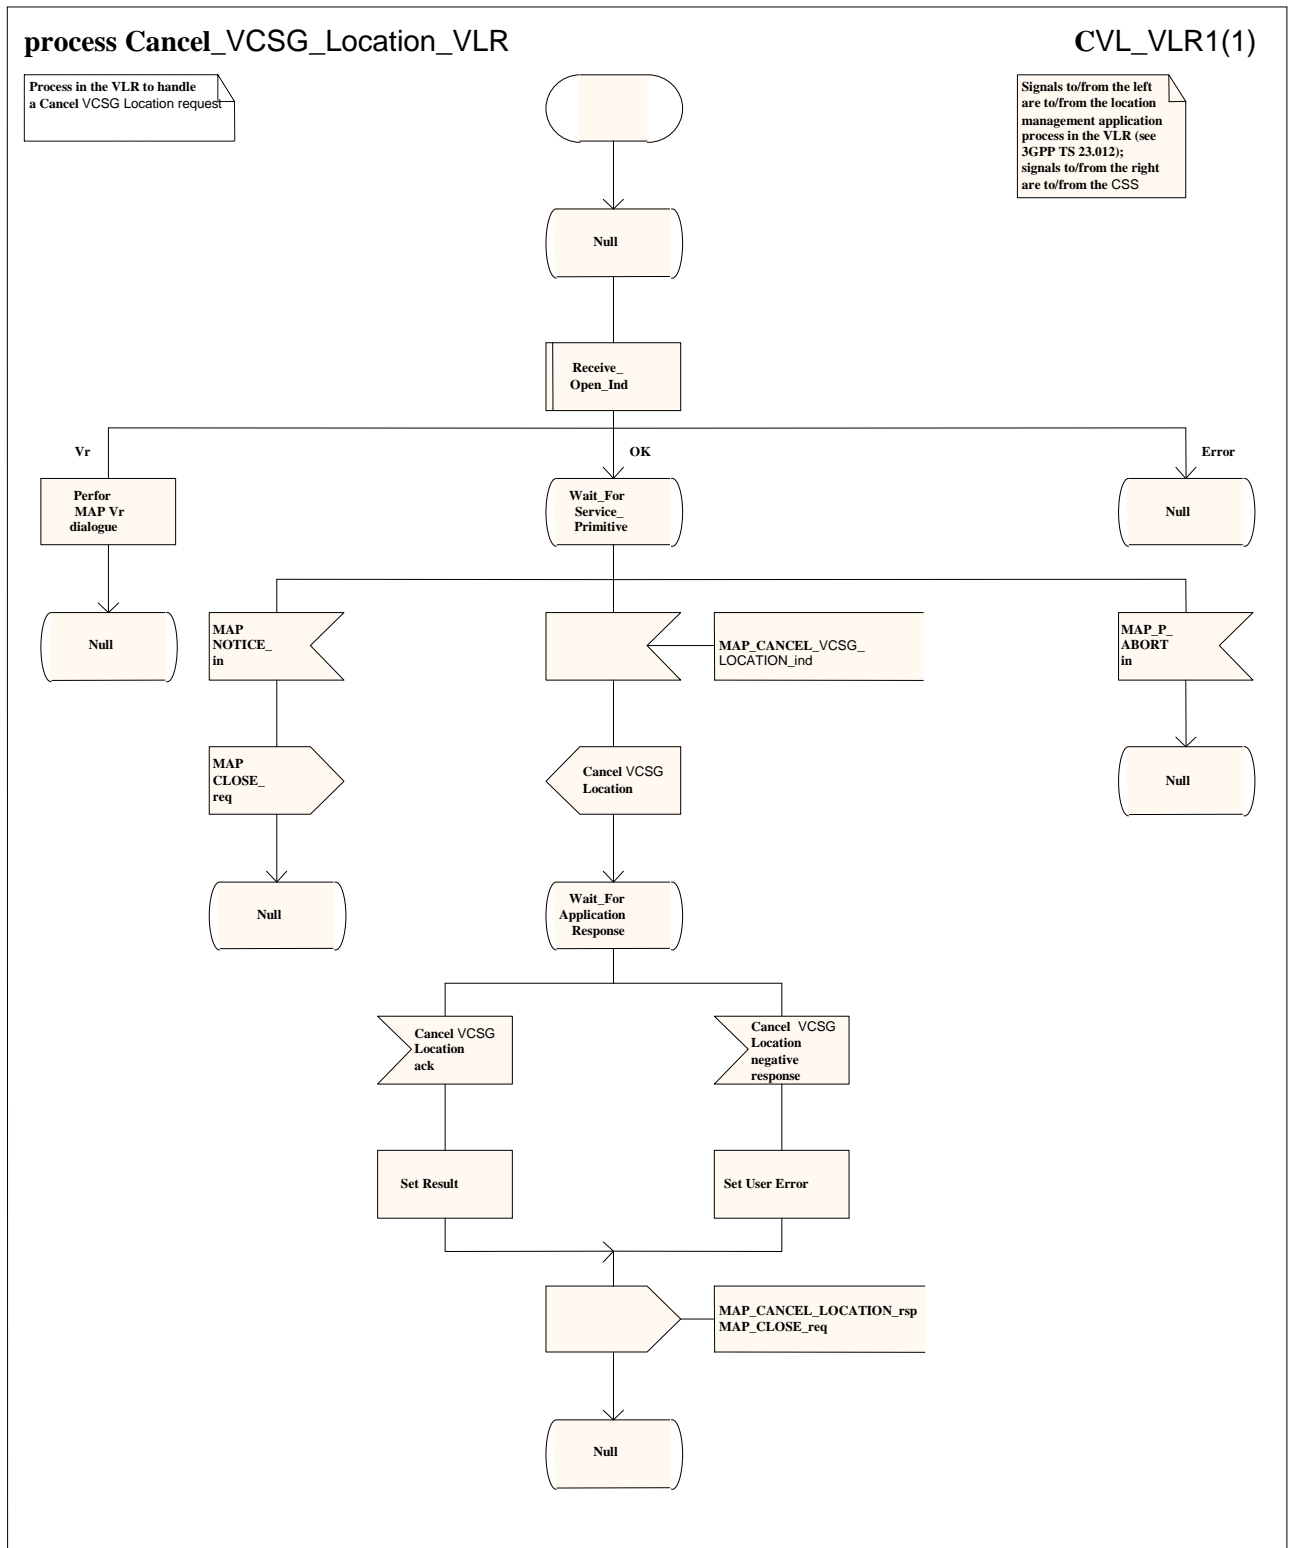 process Cancel_VCSG_Location_VLR
CVL_VLR1(1)
Process in the VLR to handle
a Cancel VCSG Location request
Signals to/from the left
are to/from the location
management application
process in the VLR (see
3GPP TS 23.012);
signals to/from the right
are to/from the CSS
Null
Receive_
Open_Ind
Vr
OK
Error
Perfor
MAP Vr
dialogue
Wait_For
Service_
Primitive
Null
Null
MAP
NOTICE_
in
MAP_CANCEL_VCSG_
LOCATION_ind
MAP_P_
ABORT
in
MAP
CLOSE_
req
Cancel VCSG
Location
Null
Null
Wait_For
Application
Response
Cancel VCSG
Location
ack
Cancel VCSG
Location
negative
response
Set Result
Set User Error
MAP_CANCEL_LOCATION_rsp
MAP_CLOSE_req
Null